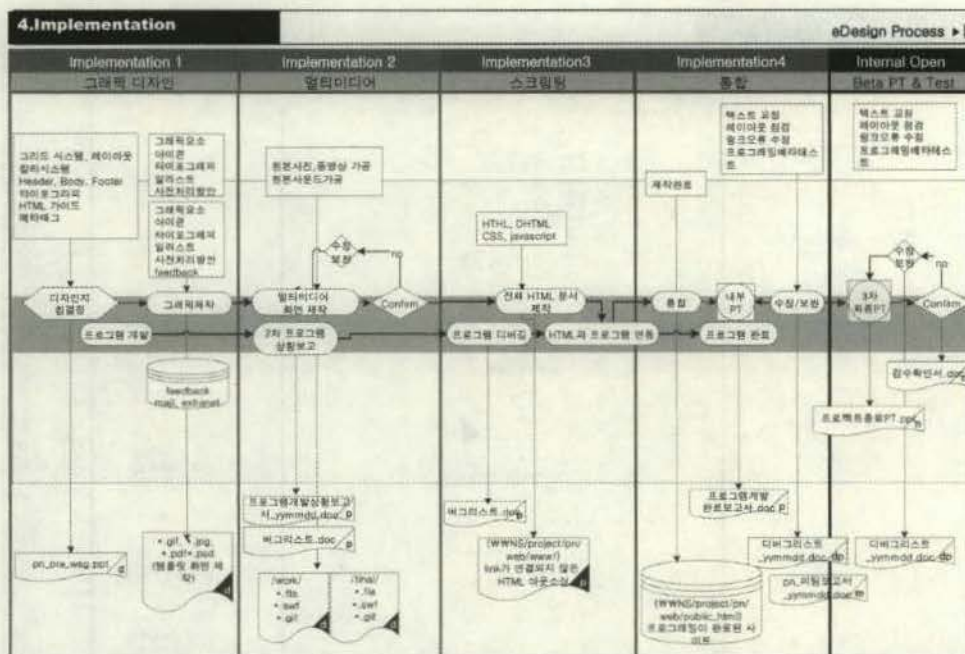 4.Implementation
eDesign Process ▶
Implementation 1
그래픽 디자인
Implementation 2
멀티미디어
Implementation3
스크립팅
Implementation4
통합
Internal Open
Beta PT & Test
그리드 시스템, 레이아웃
칼라시스템
Header, Body, Footer
타이포그라피
HTML 가이드
메타태그
그래픽요소
아이콘
타이포그래피
일러스트
사진처리방안
그래픽요소
아이콘
타이포그래피
일러스트
사진처리방안
feedback
원본사진,동영상 가공
원본사운드가공
수정
보완
no
HTHL, DHTML
CSS, javascript
제작완료
텍스트 교정
레이아웃 점검
링크오류 수정
프로그래밍베타테스
트
텍스트 교정
레이아웃 점검
링크오류 수정
프로그래밍베타테스
트
수정
보완
no
디자인지
침결정
그래픽제작
멀티미디어
화면 제작
Confirm
전체 HTML 문서
제작
통합
내부
PT
수정/보완
3차
최종PT
Confirm
프로그램 개발
2차 프로그램
상황보고
프로그램 디버깅
HTML과 프로그램 연동
프로그램 완료
feedback
mail, extranet
검수확인서.doc
프로젝트종료PT.ppt
프로그램개발상황보고
서_yymmdd.doc p
버그리스트.doc
p
버그리스트.doc
p
프로그램개발
완료보고서.doc p
pn_pra_wsg.ppt
d
*.gif, *.jpg,
*.pdf*.psd
(템플릿 화면 제
작)
d
/work/
*.fla
*.swf
*.gif
d
/final/
*.fla
*.swf
*.gif
d
(WWNS/project/pn/
web/www/)
link가 연결되지 않은
HTML 아웃소싱
p
(WWNS/project/pn/
web/public_html)
프로그래밍이 완료된 사
이트
디버그리스트
_yymmdd.doc dp
pn_미팅보고서
_yymmdd.doc m
디버그리스트
_yymmdd.doc dp